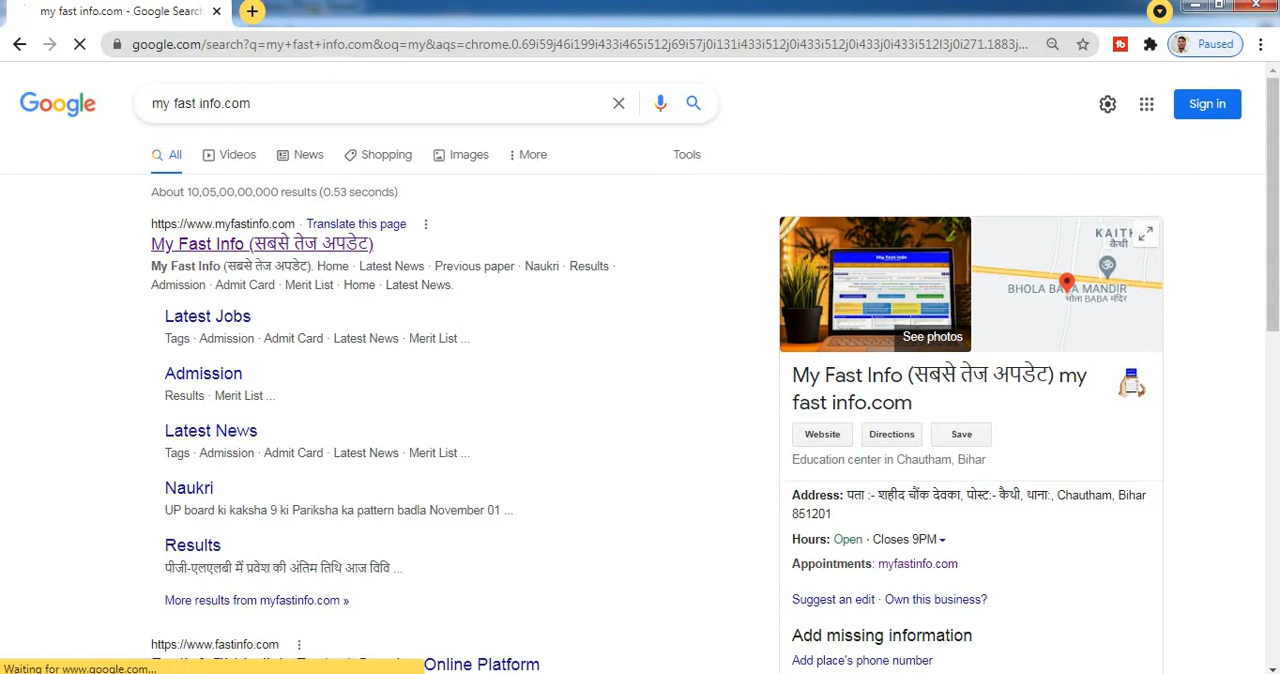 my fast info.com - Google Search
google.com/search?q=my+fast+info.com&oq=my&aqs=chrome.0.69i59j46i199i433i465i512j69i57j0i131i433i512j0i512j0i433j0i433i512l3j0i271.1883j...
Paused
Google
my fast info.com
Sign in
All Videos News Shopping Images More Tools
About 10,05,00,00,000 results (0.53 seconds)
https://www.myfastinfo.com · Translate this page
My Fast Info (सबसे तेज अपडेट)
My Fast Info (सबसे तेज अपडेट). Home · Latest News · Previous paper · Naukri · Results ·
Admission · Admit Card · Merit List · Home · Latest News.
Latest Jobs
Tags · Admission · Admit Card · Latest News · Merit List ...
Admission
Results · Merit List ...
Latest News
Tags · Admission · Admit Card · Latest News · Merit List ...
Naukri
UP board ki kaksha 9 ki Pariksha ka pattern badla November 01 ...
Results
पीजी-एलएलबी में प्रवेश की अंतिम तिथि आज विवि ...
More results from myfastinfo.com »
https://www.fastinfo.com
Online Platform
Waiting for www.google.com...
My Fast Info
KAITH
कैथी
BHOLA BABA MANDIR
भोला बाबा मंदिर
See photos
My Fast Info (सबसे तेज अपडेट) my
fast info.com
Website Directions Save
Education center in Chautham, Bihar
Address: पता :- शहीद चौंक देवका, पोस्ट:- कैथी, थाना:, Chautham, Bihar
851201
Hours: Open · Closes 9PM
Appointments: myfastinfo.com
Suggest an edit · Own this business?
Add missing information
Add place's phone number